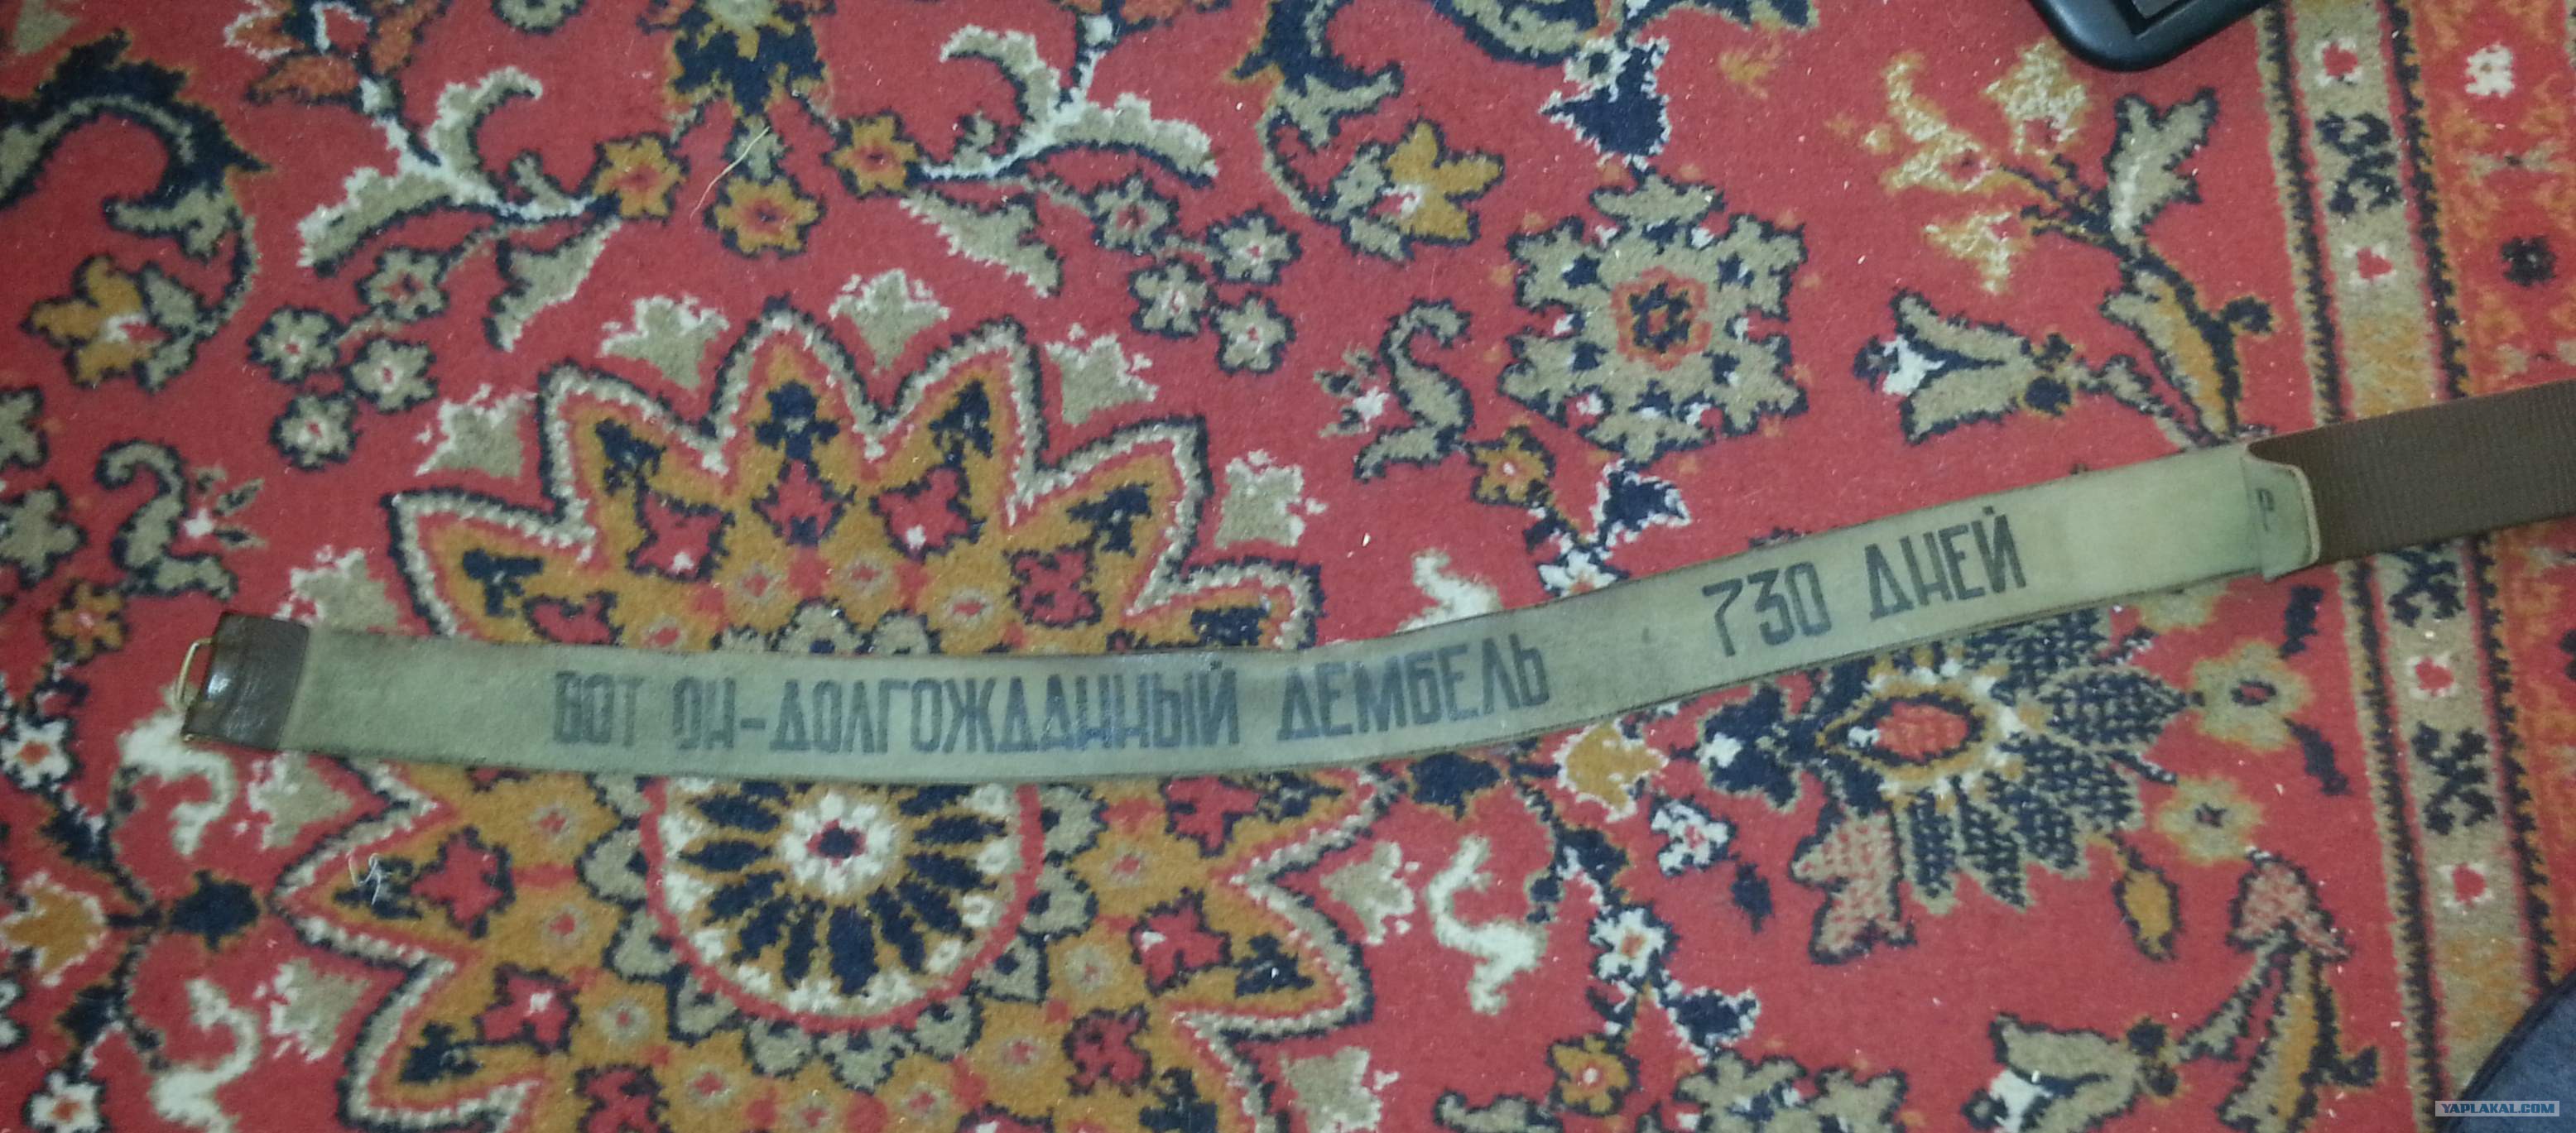 ВОТ ОН-ДОЛГОЖДАННЫЙ ДЕМБЕЛЬ 730 ДНЕЙ
Р
YAPLAKAL.COM